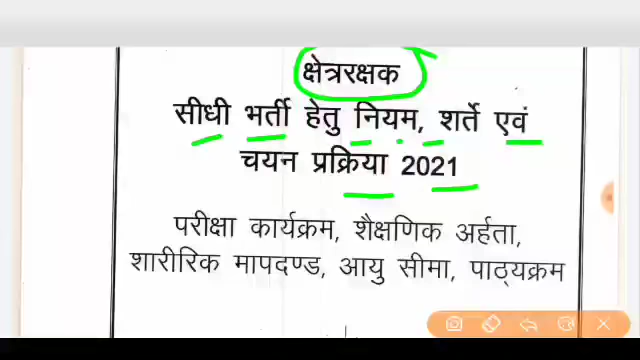 क्षेत्ररक्षक
सीधी भर्ती हेतु नियम, शर्ते एवं
चयन प्रक्रिया 2021
परीक्षा कार्यक्रम, शैक्षणिक अर्हता,
शारीरिक मापदण्ड, आयु सीमा, पाठ्यक्रम